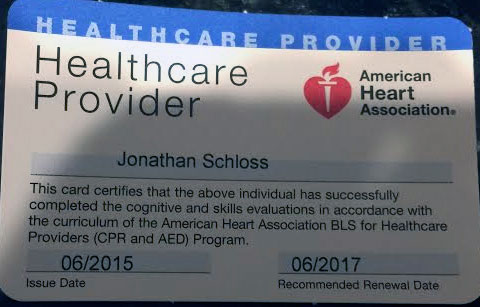 HEALTHCARE PROVIDER
Healthcare
Provider
American
Heart
Association®
Jonathan Schloss
This card certifies that the above individual has successfully
completed the cognitive and skills evaluations in accordance with
the curriculum of the American Heart Association BLS for Healthcare
Providers (CPR and AED) Program.
06/2015
Issue Date
06/2017
Recommended Renewal Date